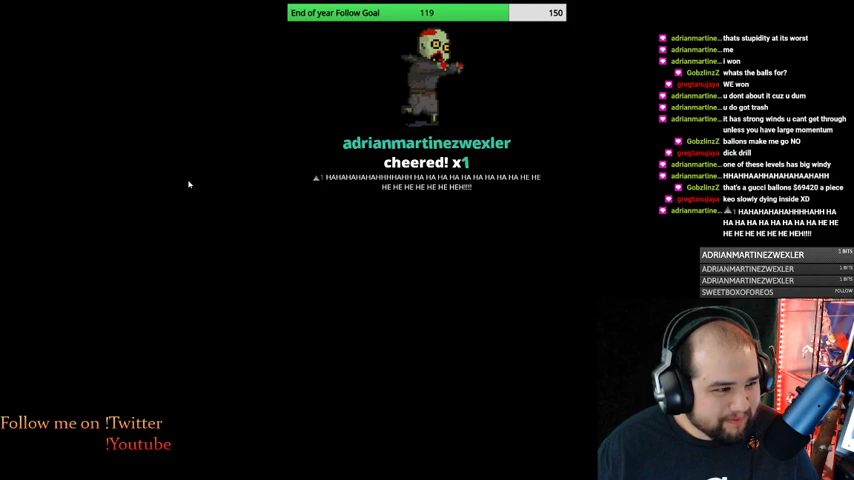 End of year Follow Goal 119 150
adrianmartinezwexler
cheered! x1
1 HAHAHAHAHAHHHHAHH HA HA HA HA HA HA HA HA HA HE HE
HE HE HE HE HE HE HEH!!!!
adrianmartine... thats stupidity at its worst
adrianmartine... me
adrianmartine... i won
GobzlinzZ whats the balls for?
gregtanujaya WE won
adrianmartine... u dont about it cuz u dum
adrianmartine... u do got trash
adrianmartine... it has strong winds u cant get through
unless you have large momentum
GobzlinzZ ballons make me go NO
gregtanujaya dick drill
adrianmartine... one of these levels has big windy
adrianmartine... HHAHHAAHHAHAHAHAAHAHH
GobzlinzZ that's a gucci ballons $69420 a piece
gregtanujaya keo slowly dying inside XD
adrianmartine... 1 HAHAHAHAHAHHHHAHH HA
HA HA HA HA HA HA HA HA HE HE
HE HE HE HE HE HE HEH!!!!
ADRIANMARTINEZWEXLER 1 BITS
ADRIANMARTINEZWEXLER 1 BITS
ADRIANMARTINEZWEXLER 1 BITS
SWEETBOXOFOREOS FOLLOW
Follow me on !Twitter
!Youtube